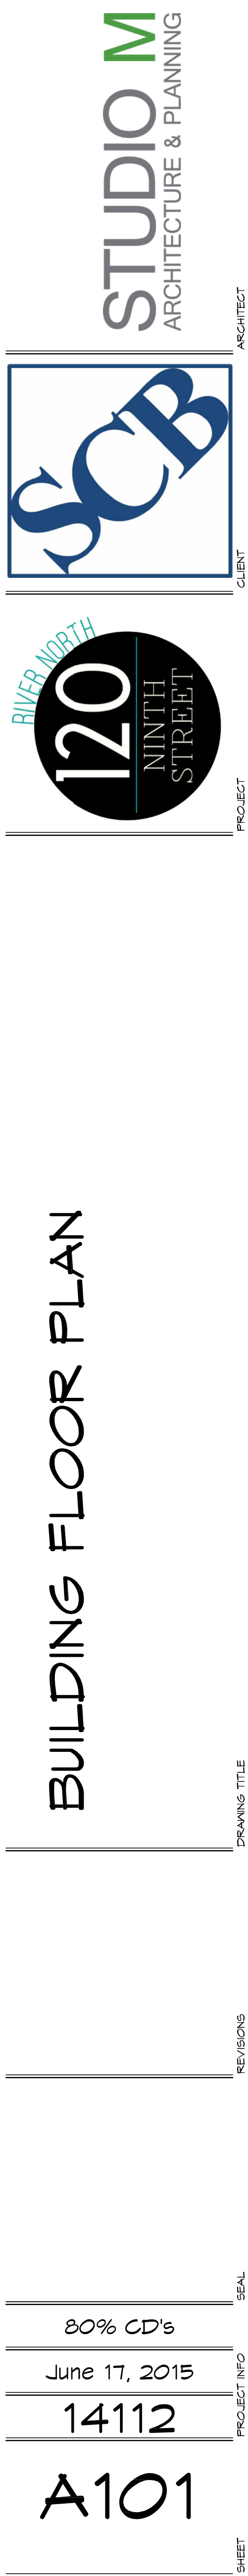 STUDIO M
ARCHITECTURE & PLANNING
ARCHITECT
SCB
CLIENT
RIVER NORTH
120
NINTH
STREET
PROJECT
BUILDING FLOOR PLAN
DRAWING TITLE
REVISIONS
SEAL
80% CD's
June 17, 2015
14112
PROJECT INFO
A101
SHEET